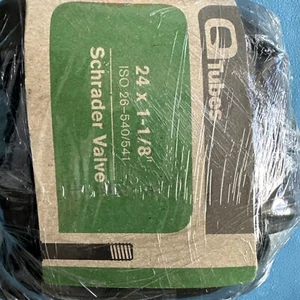 Q Tubes
24 x 1-1/8"
ISO 26-540/541
Schrader Valve